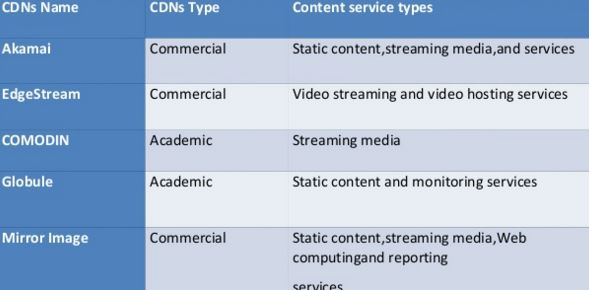 CDNs Name CDNs Type Content service types
Akamai Commercial Static content,streaming media,and services
EdgeStream Commercial Video streaming and video hosting services
COMODIN Academic Streaming media
Globule Academic Static content and monitoring services
Mirror Image Commercial Static content,streaming media,Web
computingand reporting
services